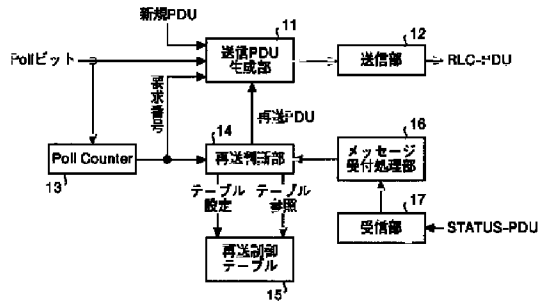 新規PDU
11
12
送信PDU
生成部
送信部
RLC-PDU
Pollビット
要求番号
再送PDU
14
16
Poll Counter
再送判断部
メッセージ
受付処理部
13
テーブル
設定
テーブル
参照
17
受信部
STATUS-PDU
再送制御
テーブル
15